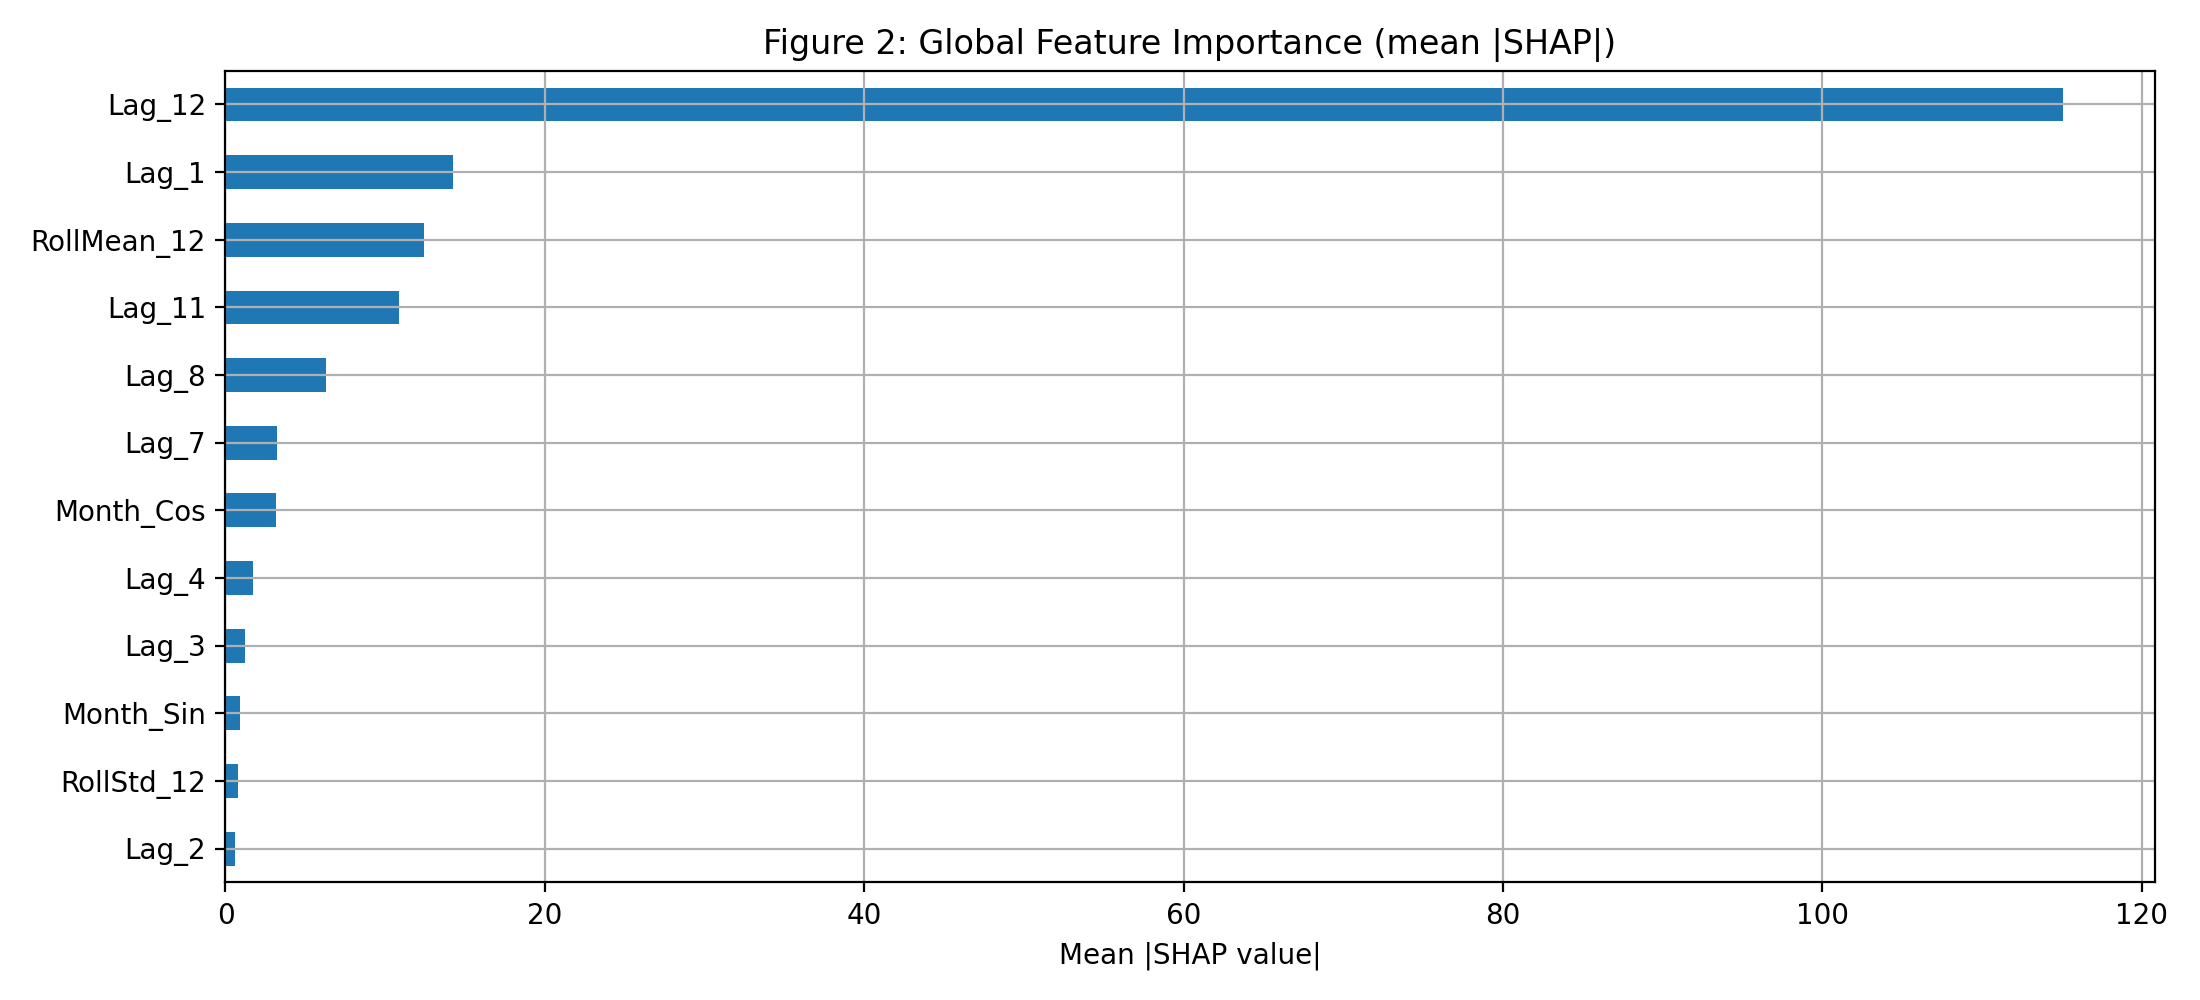 Figure 2: Global Feature Importance (mean |SHAP|)
Lag_12
Lag_1
RollMean_12
Lag_11
Lag_8
Lag_7
Month_Cos
Lag_4
Lag_3
Month_Sin
RollStd_12
Lag_2
0 20 40 60 80 100 120
Mean |SHAP value|